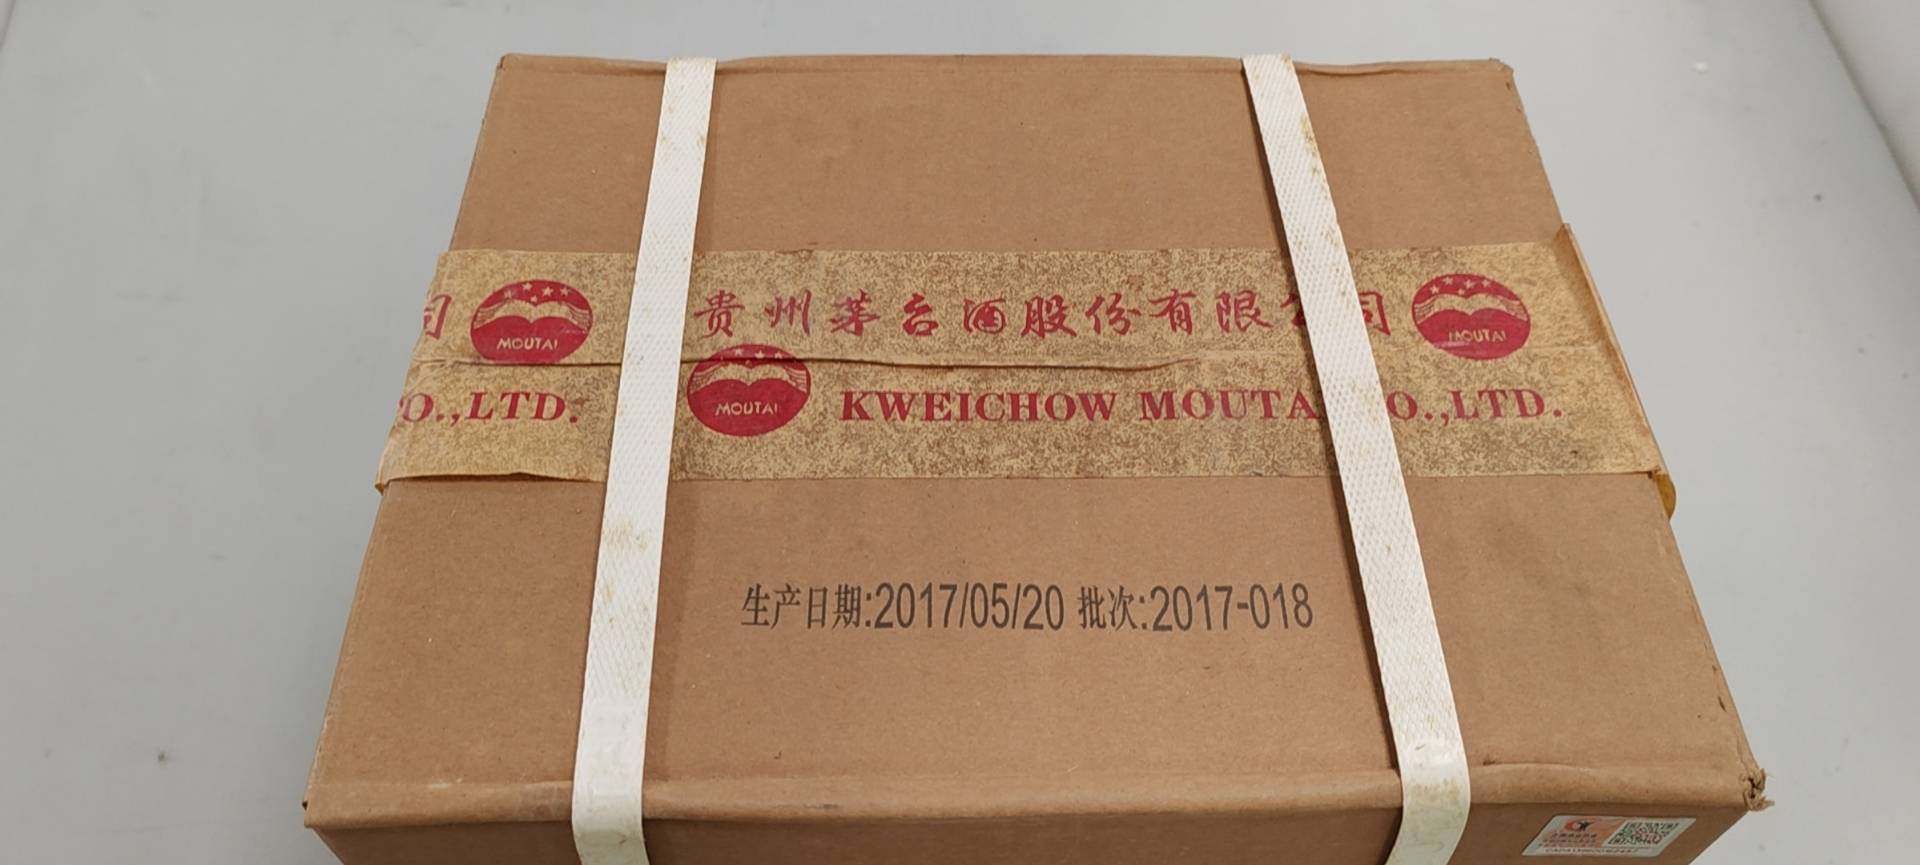 司 MOUTAI 贵州茅台酒股份有限公司 MOUTAI
O.,LTD. MOUTAI KWEICHOW MOUTA O.,LTD.
生产日期:2017/05/20 批次:2017-018